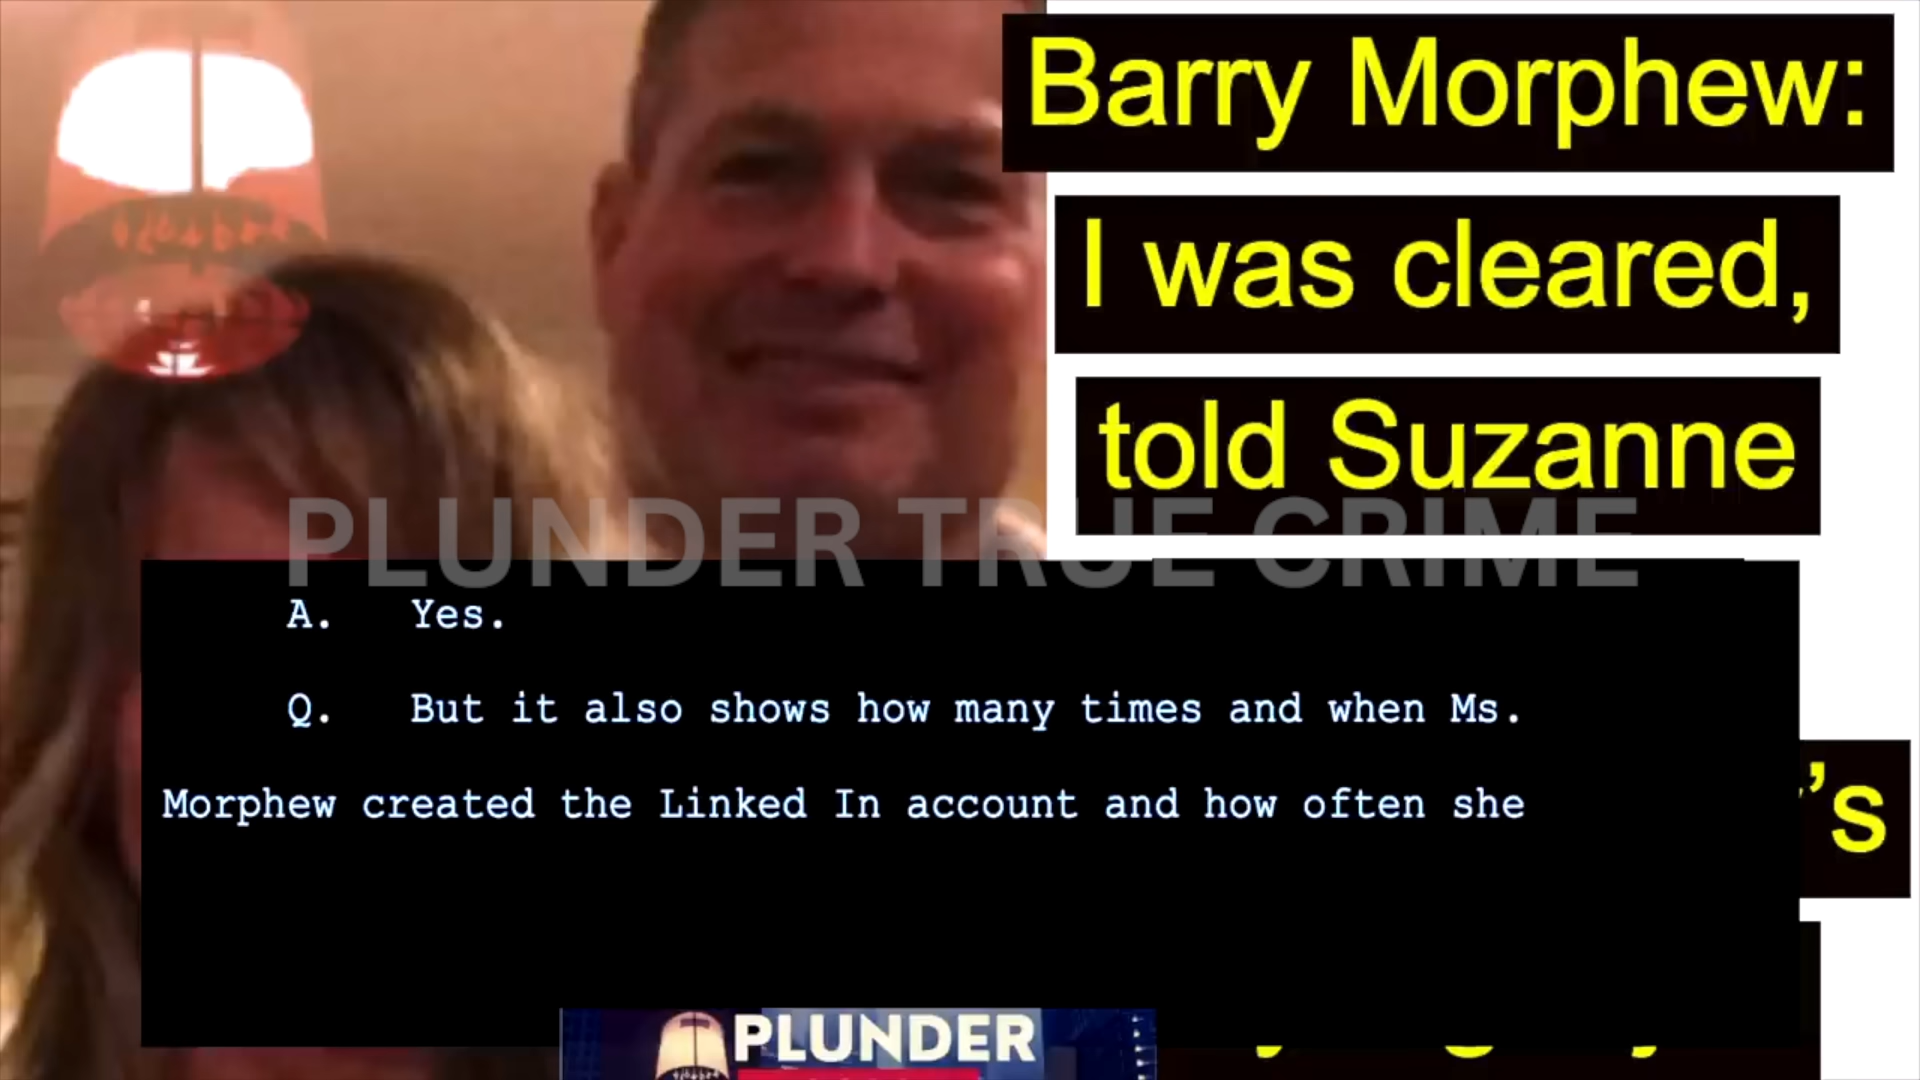 Barry Morphew:
I was cleared,
told Suzanne
PLUNDER TRUE CRIME
A. Yes.
Q. But it also shows how many times and when Ms.
Morphew created the Linked In account and how often she
’s
PLUNDER